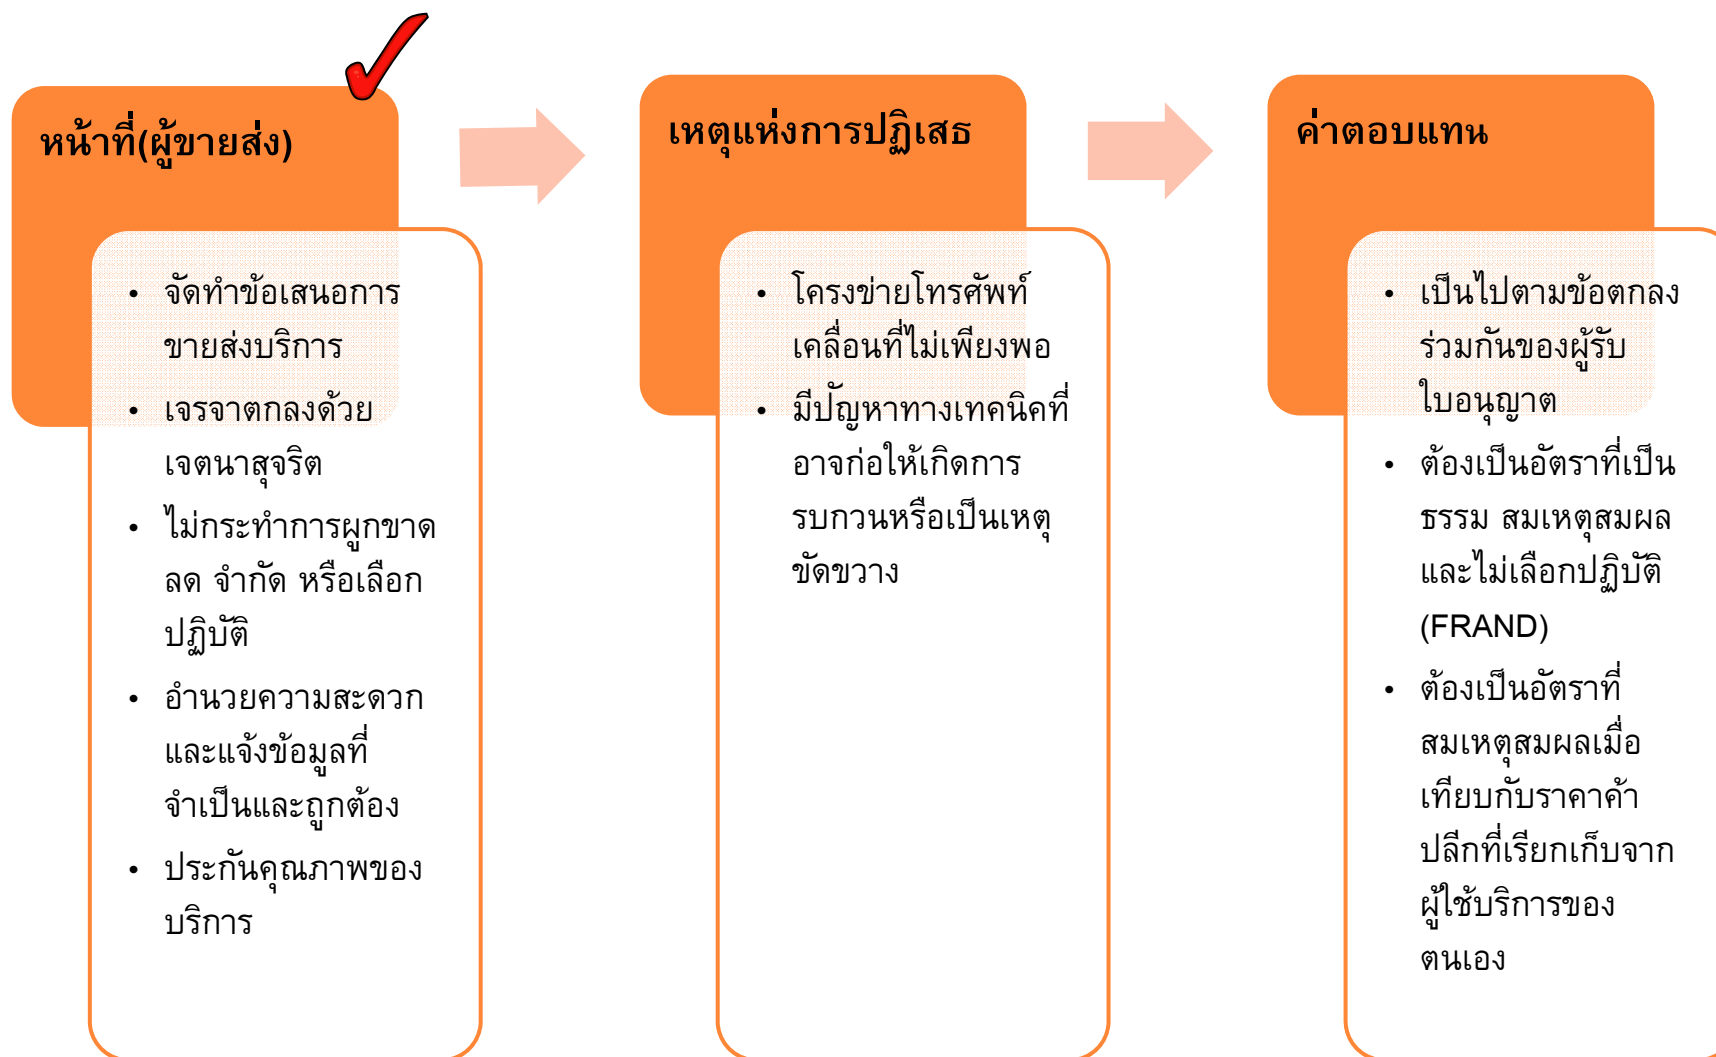 หน้าที่(ผู้ขายส่ง)
• จัดทำข้อเสนอการ
ขายส่งบริการ
• เจรจาตกลงด้วย
เจตนาสุจริต
• ไม่กระทำการผูกขาด
ลด จำกัด หรือเลือก
ปฏิบัติ
• อำนวยความสะดวก
และแจ้งข้อมูลที่
จำเป็นและถูกต้อง
• ประกันคุณภาพของ
บริการ
เหตุแห่งการปฏิเสธ
• โครงข่ายโทรศัพท์
เคลื่อนที่ไม่เพียงพอ
• มีปัญหาทางเทคนิคที่
อาจก่อให้เกิดการ
รบกวนหรือเป็นเหตุ
ขัดขวาง
ค่าตอบแทน
• เป็นไปตามข้อตกลง
ร่วมกันของผู้รับ
ใบอนุญาต
• ต้องเป็นอัตราที่เป็น
ธรรม สมเหตุสมผล
และไม่เลือกปฏิบัติ
(FRAND)
• ต้องเป็นอัตราที่
สมเหตุสมผลเมื่อ
เทียบกับราคาค้า
ปลีกที่เรียกเก็บจาก
ผู้ใช้บริการของ
ตนเอง